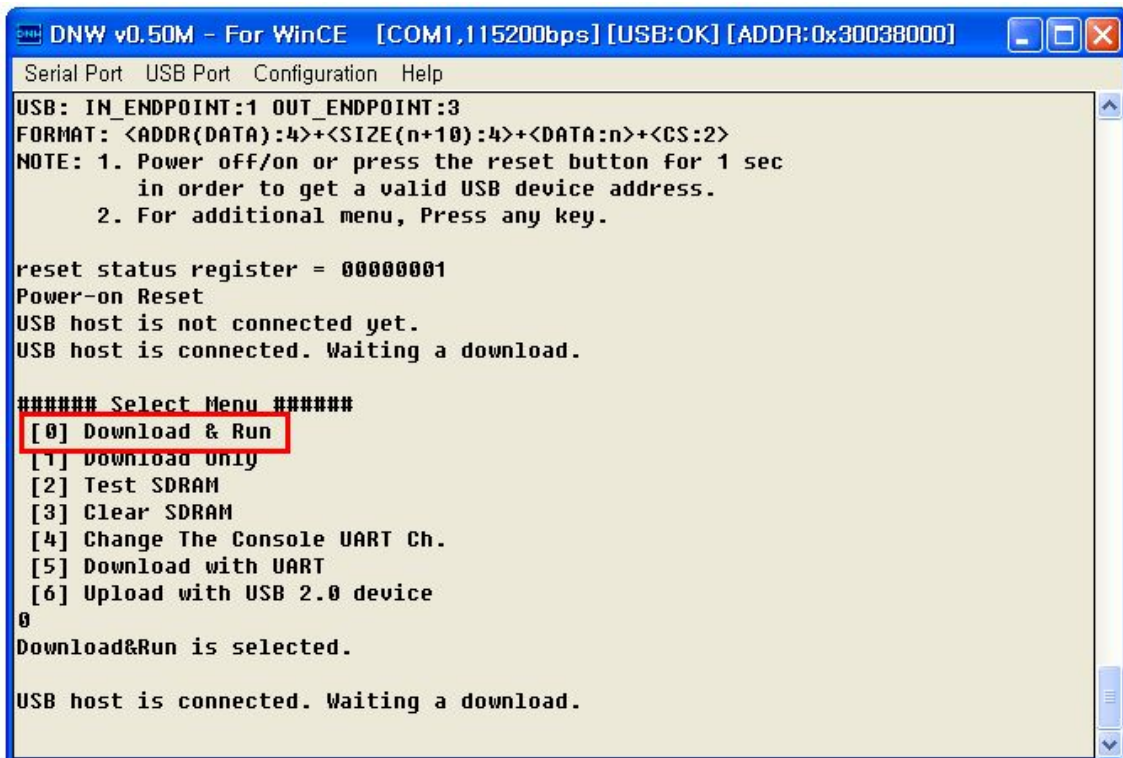 DNW v0.50M - For WinCE [COM1,115200bps][USB:OK][ADDR:0x30038000]
Serial Port USB Port Configuration Help
USB: IN_ENDPOINT:1 OUT_ENDPOINT:3
FORMAT: <ADDR(DATA):4>+<SIZE(n+10):4>+<DATA:n>+<CS:2>
NOTE: 1. Power off/on or press the reset button for 1 sec
in order to get a valid USB device address.
2. For additional menu, Press any key.
reset status register = 00000001
Power-on Reset
USB host is not connected yet.
USB host is connected. Waiting a download.
###### Select Menu ######
[0] Download & Run
[1] Download Only
[2] Test SDRAM
[3] Clear SDRAM
[4] Change The Console UART Ch.
[5] Download with UART
[6] Upload with USB 2.0 device
0
Download&Run is selected.
USB host is connected. Waiting a download.